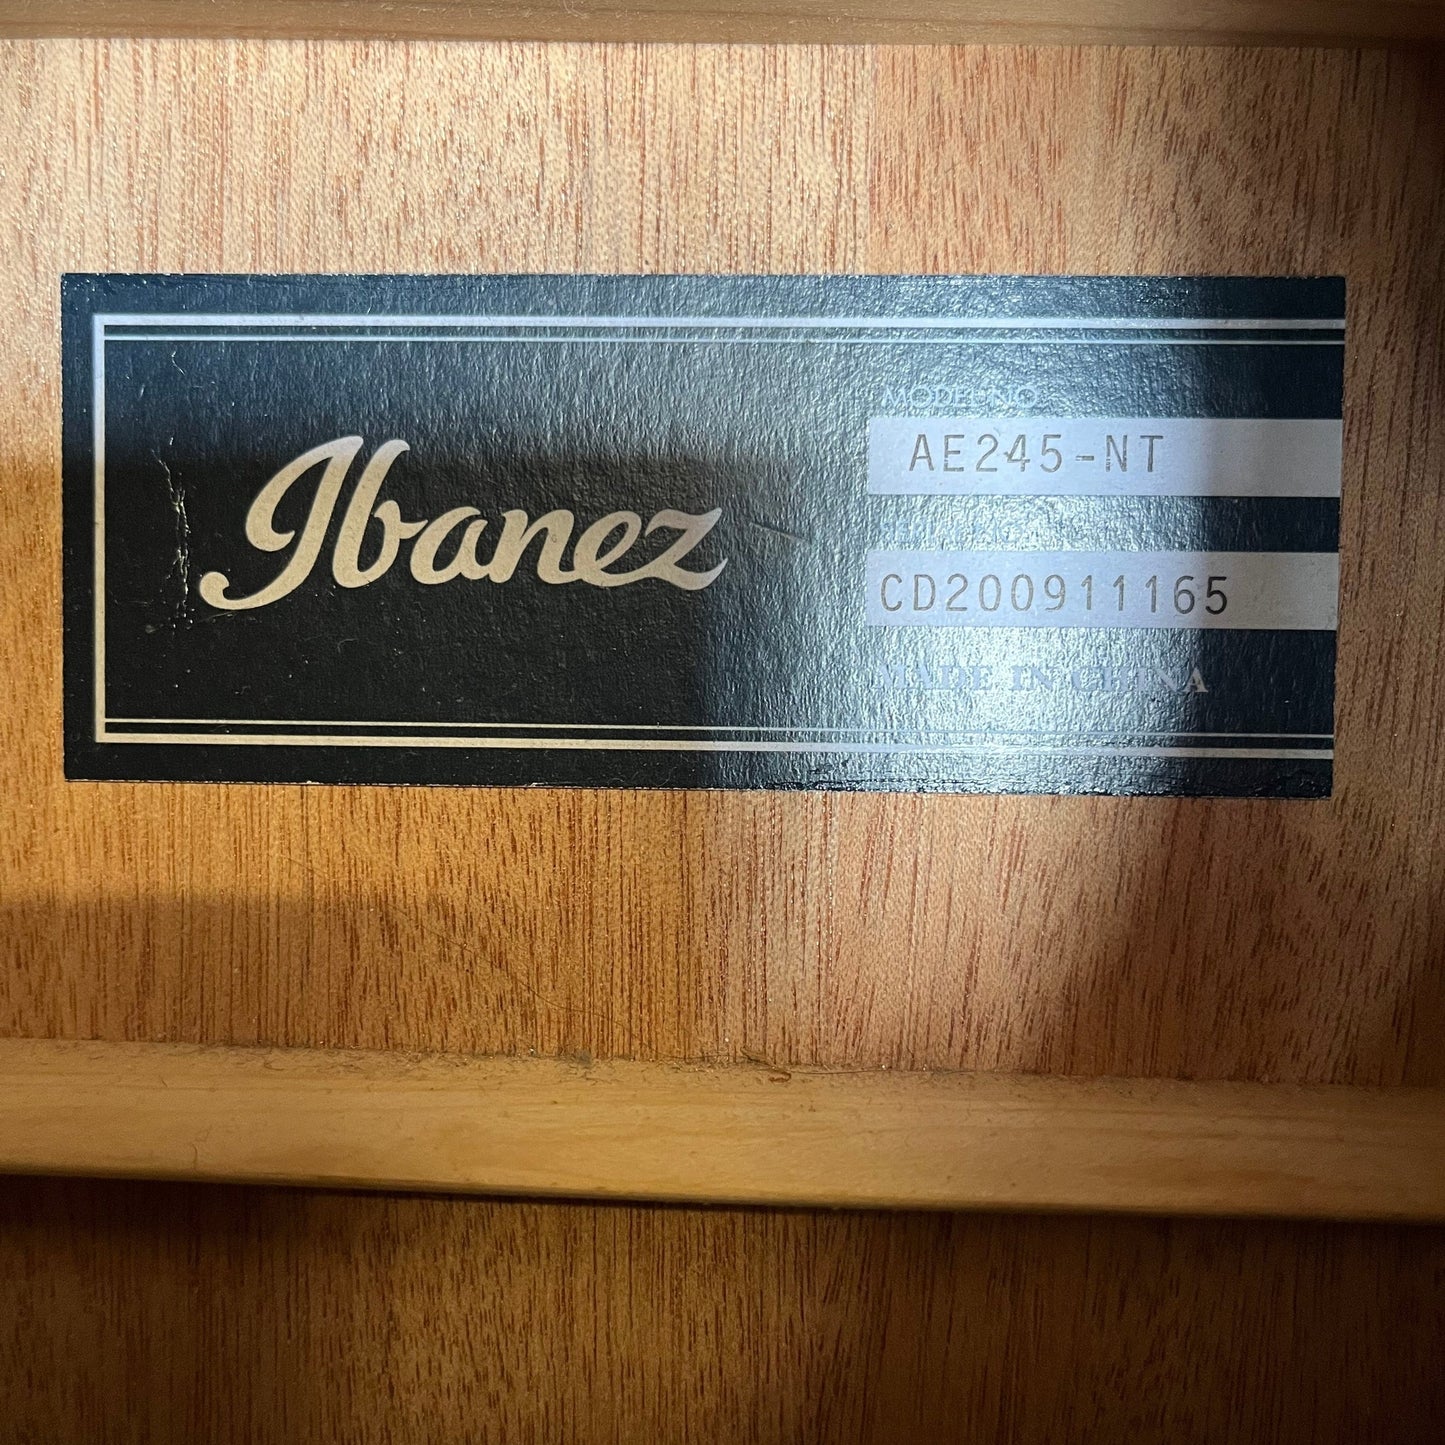 Ibanez
MODEL NO.
AE245-NT
CD200911165
MADE IN CHINA